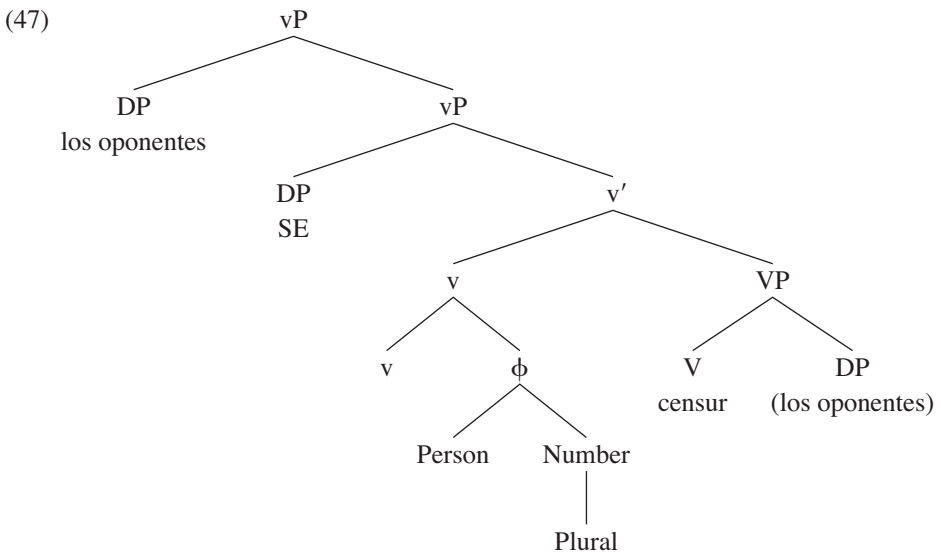 (47) vP
DP vP
los oponentes
DP v′
SE
v VP
v ϕ V DP
censur (los oponentes)
Person Number
Plural